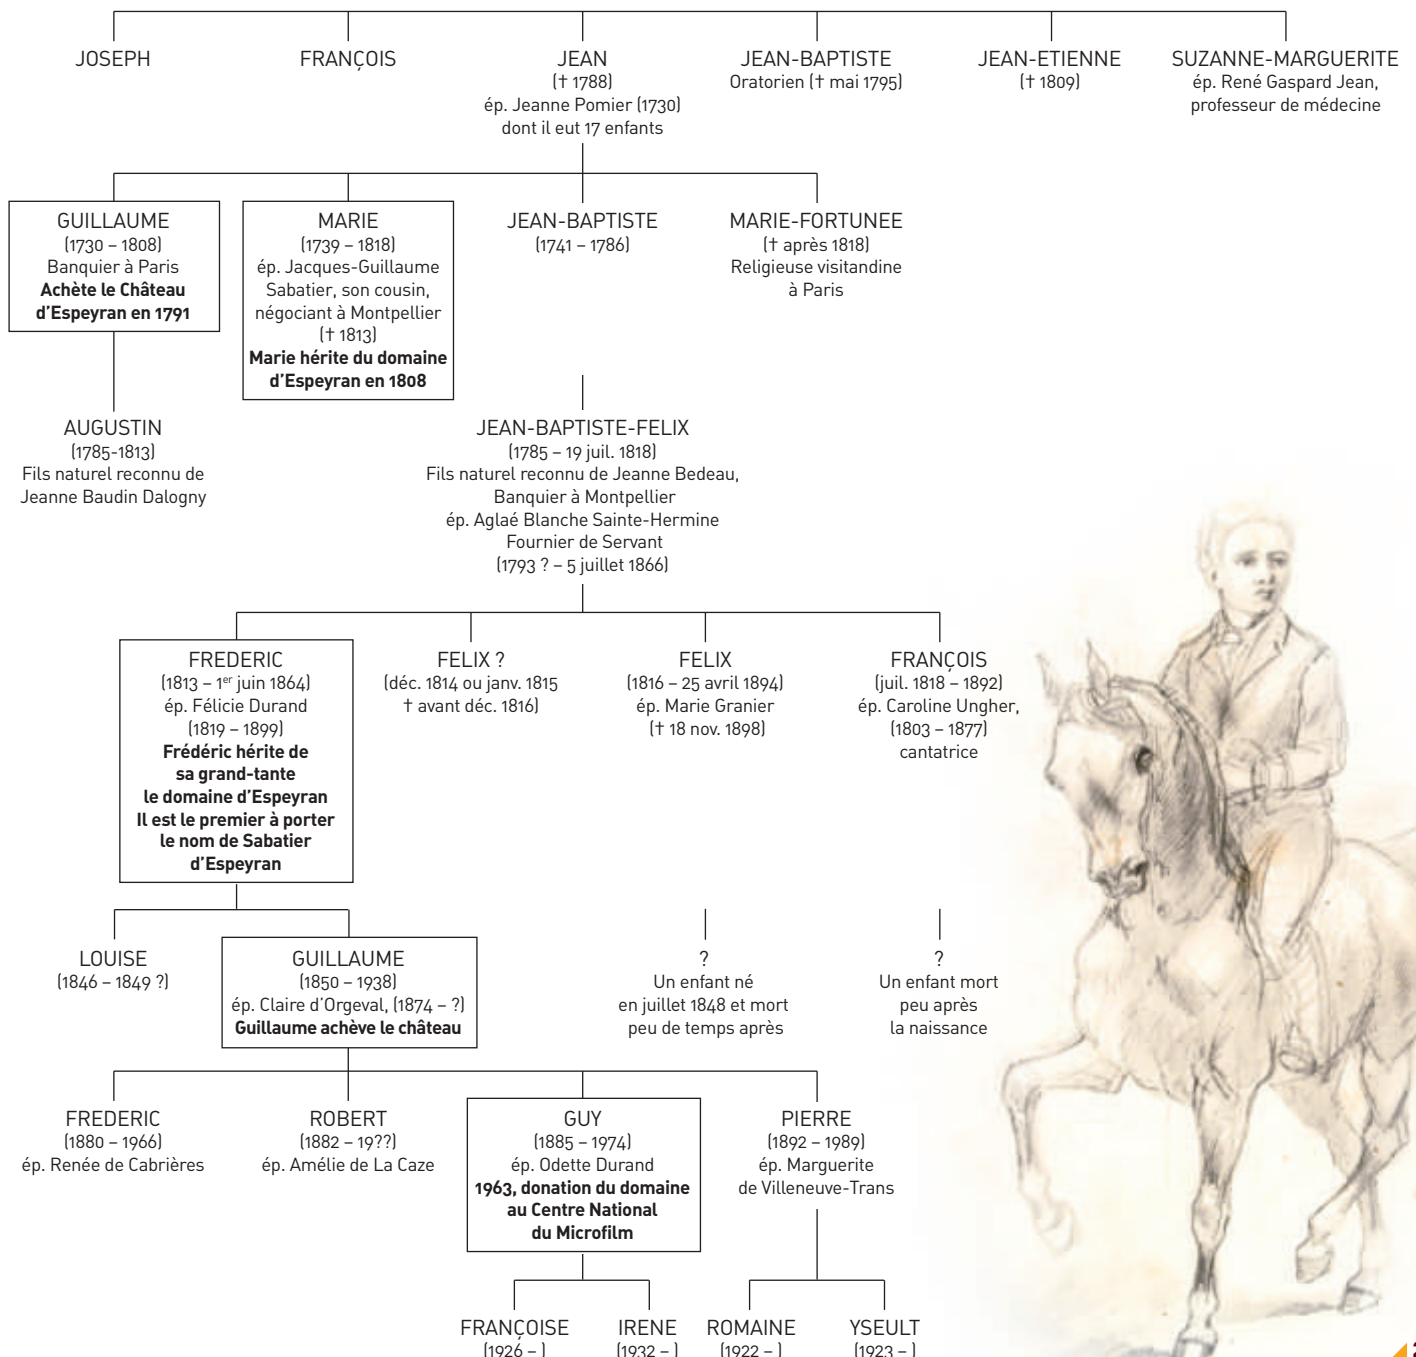 JOSEPH
FRANÇOIS
JEAN
(† 1788)
ép. Jeanne Pomier (1730)
dont il eut 17 enfants
JEAN-BAPTISTE
Oratorien († mai 1795)
JEAN-ETIENNE
(† 1809)
SUZANNE-MARGUERITE
ép. René Gaspard Jean,
professeur de médecine
GUILLAUME
(1730 – 1808)
Banquier à Paris
Achète le Château
d'Espeyran en 1791
MARIE
(1739 – 1818)
ép. Jacques-Guillaume
Sabatier, son cousin,
négociant à Montpellier
(† 1813)
Marie hérite du domaine
d'Espeyran en 1808
JEAN-BAPTISTE
(1741 – 1786)
MARIE-FORTUNEE
(† après 1818)
Religieuse visitandine
à Paris
AUGUSTIN
(1785-1813)
Fils naturel reconnu de
Jeanne Baudin Dalogny
JEAN-BAPTISTE-FELIX
(1785 – 19 juil. 1818)
Fils naturel reconnu de Jeanne Bedeau,
Banquier à Montpellier
ép. Aglaé Blanche Sainte-Hermine
Fournier de Servant
(1793 ? – 5 juillet 1866)
FREDERIC
(1813 – 1er juin 1864)
ép. Félicie Durand
(1819 – 1899)
Frédéric hérite de
sa grand-tante
le domaine d'Espeyran
Il est le premier à porter
le nom de Sabatier
d'Espeyran
FELIX ?
(déc. 1814 ou janv. 1815
† avant déc. 1816)
FELIX
(1816 – 25 avril 1894)
ép. Marie Granier
(† 18 nov. 1898)
FRANÇOIS
(juil. 1818 – 1892)
ép. Caroline Ungher,
(1803 – 1877)
cantatrice
LOUISE
(1846 – 1849 ?)
GUILLAUME
(1850 – 1938)
ép. Claire d'Orgeval, (1874 – ?)
Guillaume achève le château
?
Un enfant né
en juillet 1848 et mort
peu de temps après
?
Un enfant mort
peu après
la naissance
FREDERIC
(1880 – 1966)
ép. Renée de Cabrières
ROBERT
(1882 – 19??)
ép. Amélie de La Caze
GUY
(1885 – 1974)
ép. Odette Durand
1963, donation du domaine
au Centre National
du Microfilm
PIERRE
(1892 – 1989)
ép. Marguerite
de Villeneuve-Trans
FRANÇOISE
(1926 – )
IRENE
(1932 – )
ROMAINE
(1922 – )
YSEULT
(1923 – )